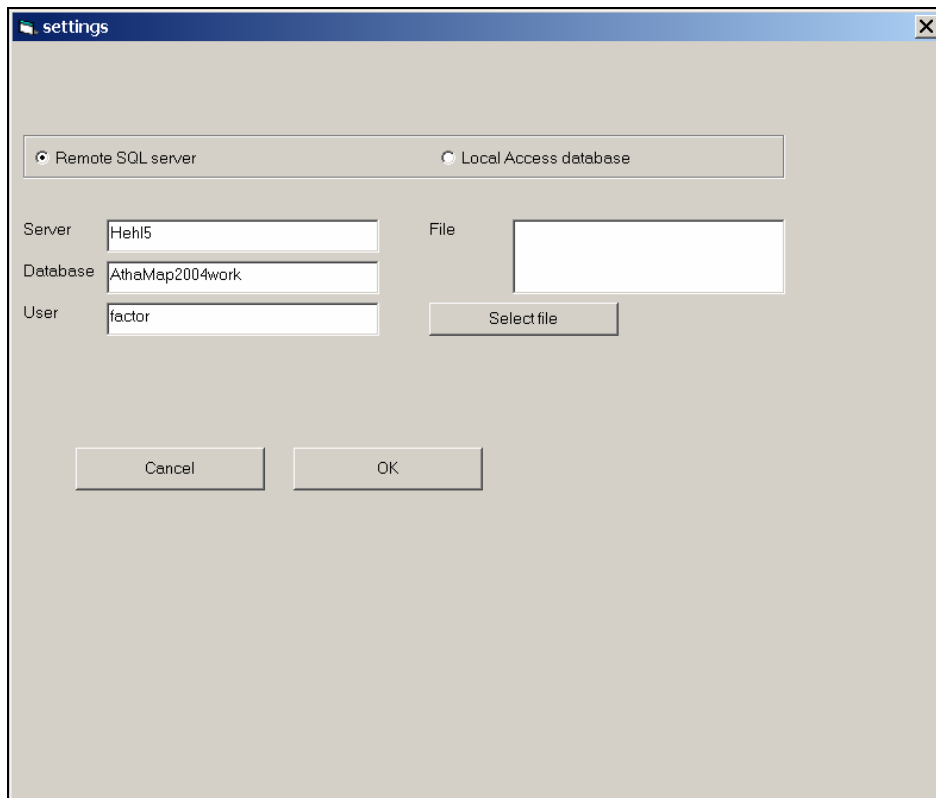 settings
Remote SQL server
Local Access database
Server
Hehl5
File
Database
AthaMap2004work
User
factor
Select file
Cancel
OK